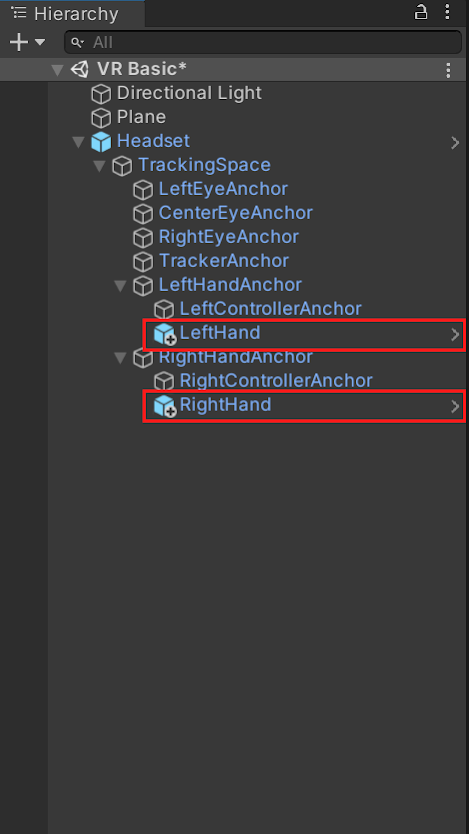 Hierarchy
All
VR Basic*
Directional Light
Plane
Headset
TrackingSpace
LeftEyeAnchor
CenterEyeAnchor
RightEyeAnchor
TrackerAnchor
LeftHandAnchor
LeftControllerAnchor
LeftHand
RightHandAnchor
RightControllerAnchor
RightHand